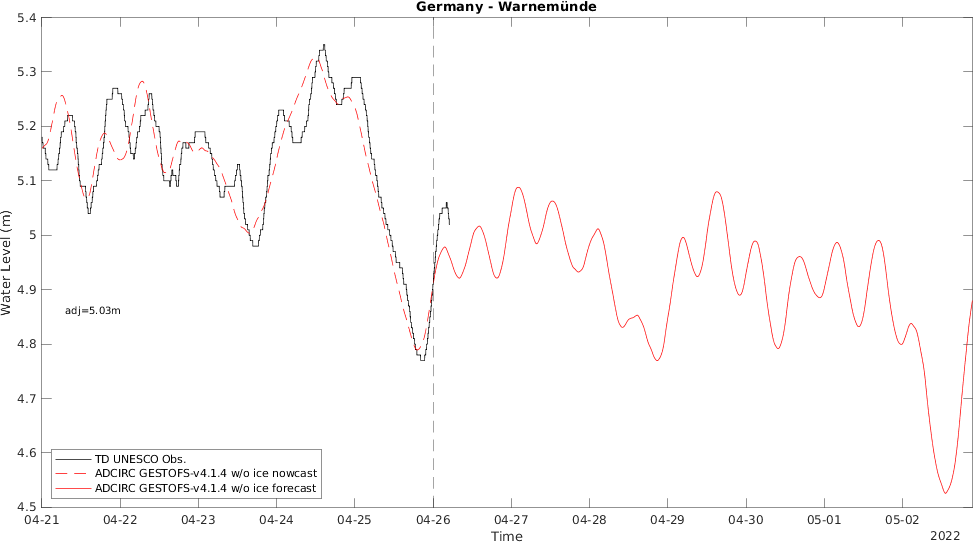 Germany - Warnemünde
5.4
5.3
5.2
5.1
5
4.9
4.8
4.7
4.6
4.5
Water Level (m)
adj=5.03m
TD UNESCO Obs.
ADCIRC GESTOFS-v4.1.4 w/o ice nowcast
ADCIRC GESTOFS-v4.1.4 w/o ice forecast
04-21 04-22 04-23 04-24 04-25 04-26 04-27 04-28 04-29 04-30 05-01 05-02
Time
2022